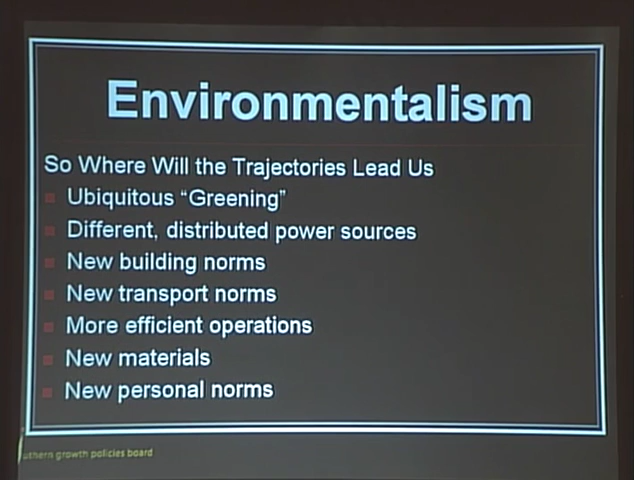 Environmentalism
So Where Will the Trajectories Lead Us
Ubiquitous “Greening”
Different, distributed power sources
New building norms
New transport norms
More efficient operations
New materials
New personal norms
uthern growth policies board